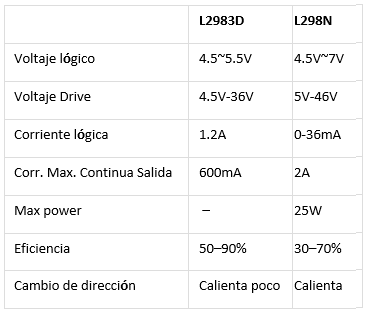 L2983D L298N
Voltaje lógico 4.5~5.5V 4.5V~7V
Voltaje Drive 4.5V-36V 5V-46V
Corriente lógica 1.2A 0-36mA
Corr. Max. Continua Salida 600mA 2A
Max power – 25W
Eficiencia 50–90% 30–70%
Cambio de dirección Calienta poco Calienta